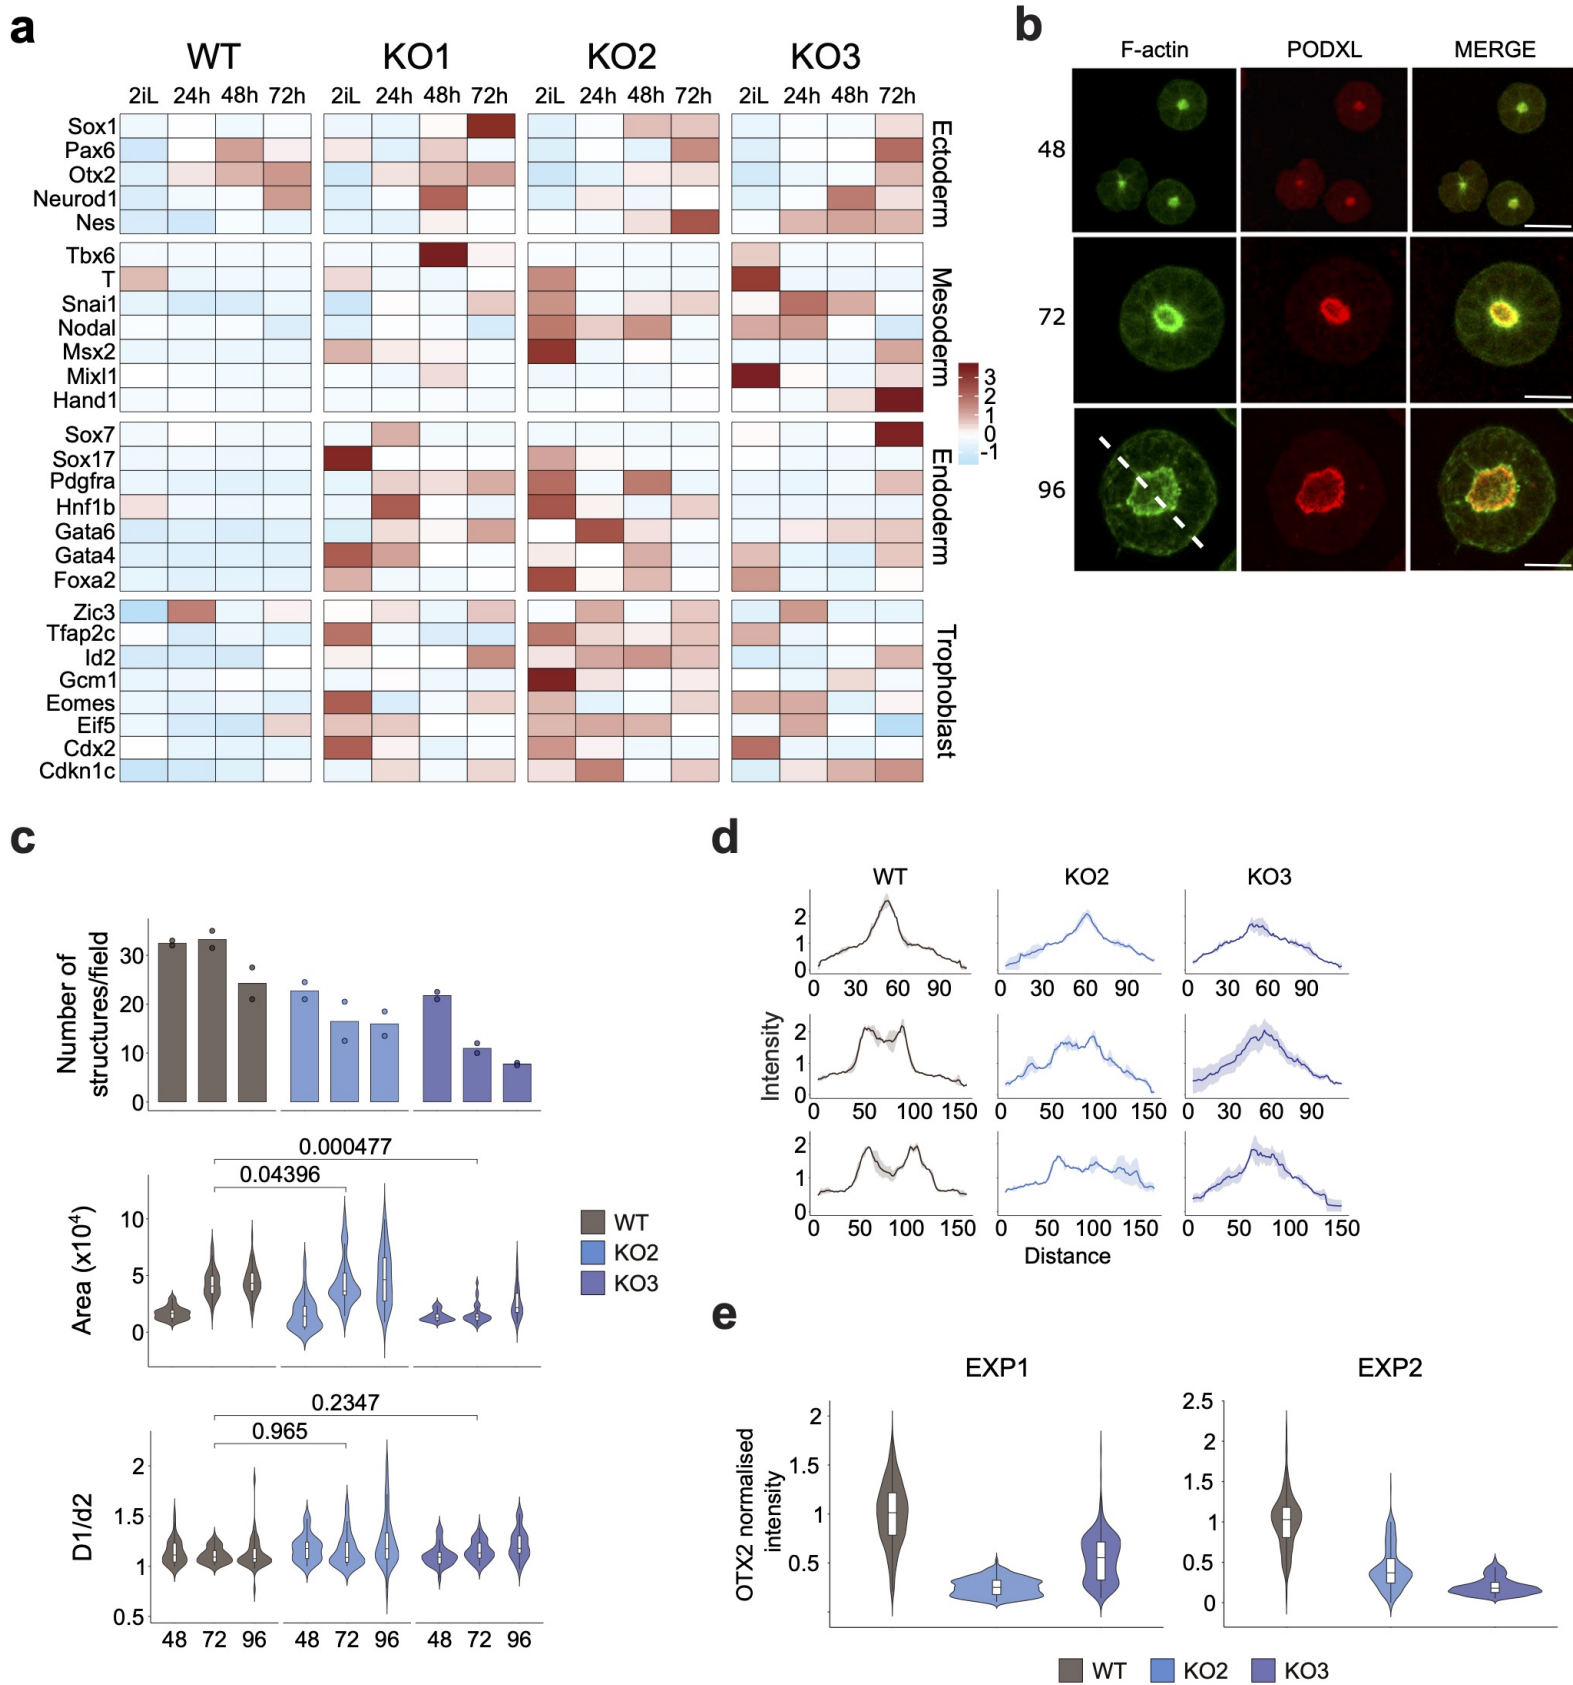 a
WT KO1 KO2 KO3
2iL 24h 48h 72h 2iL 24h 48h 72h 2iL 24h 48h 72h 2iL 24h 48h 72h
Sox1
Pax6
Otx2
Neurod1
Nes
Ectoderm
Tbx6
T
Snai1
Nodal
Msx2
Mixl1
Hand1
Mesoderm
Sox7
Sox17
Pdgfra
Hnf1b
Gata6
Gata4
Foxa2
Endoderm
Zic3
Tfap2c
Id2
Gcm1
Eomes
Eif5
Cdx2
Cdkn1c
Trophoblast
3
2
1
0
-1
b
F-actin PODXL MERGE
48
72
96
c
Number of
structures/field
30
20
10
0
0.000477
0.04396
Area (x10⁴)
10
5
0
WT
KO2
KO3
0.2347
0.965
D1/d2
2
1.5
1
0.5
48 72 96 48 72 96 48 72 96
d
WT KO2 KO3
Intensity
2
1
0
0 30 60 90 0 30 60 90 0 30 60 90
2
1
0
0 50 100 150 0 50 100 150 0 30 60 90
2
1
0
0 50 100 150 0 50 100 150 0 50 100 150
Distance
e
EXP1 EXP2
OTX2 normalised
intensity
2
1.5
1
0.5
2.5
2
1.5
1
0.5
0
WT KO2 KO3